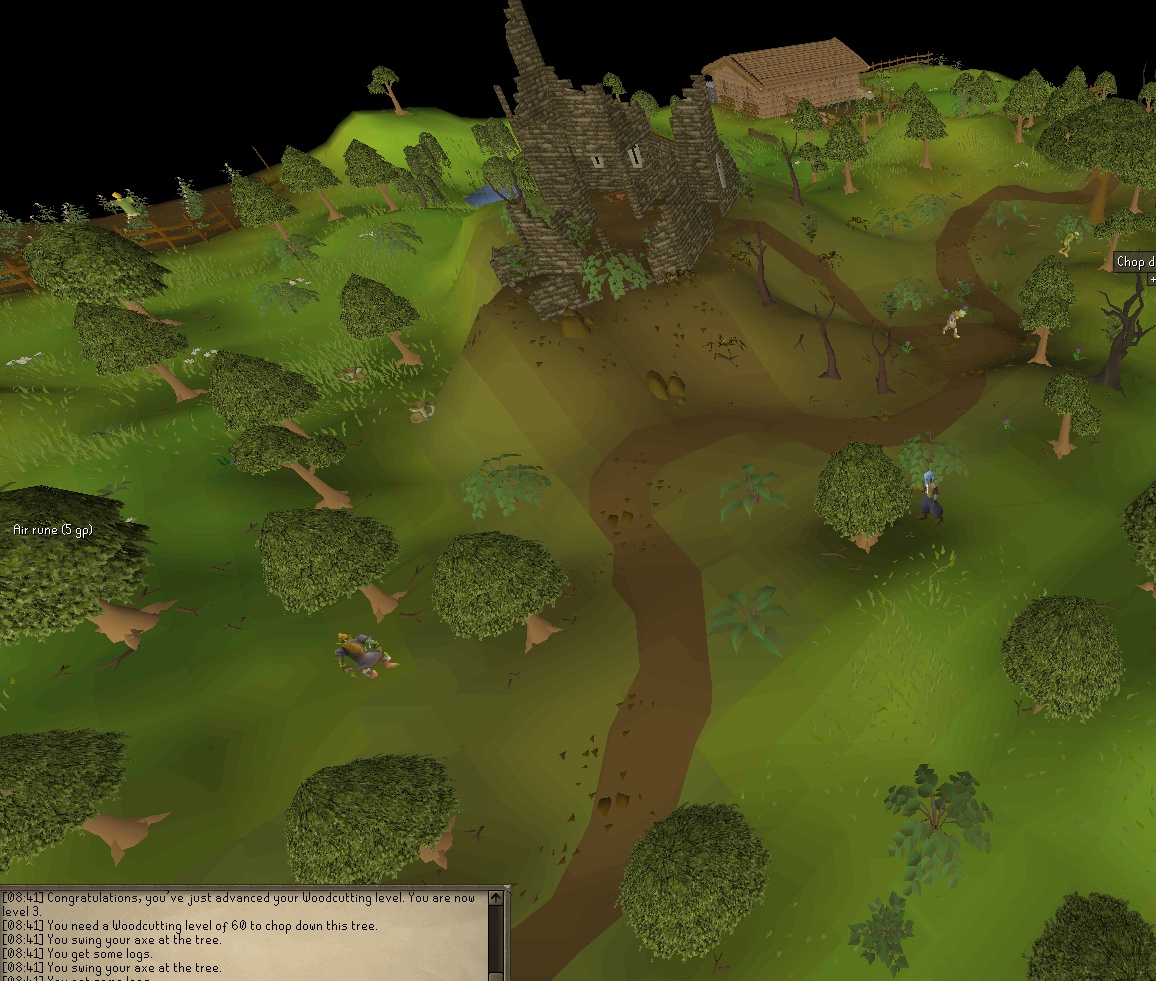 Chop d
Air rune (5 gp)
[08:41] Congratulations, you've just advanced your Woodcutting level. You are now
level 3.
[08:41] You need a Woodcutting level of 60 to chop down this tree.
[08:41] You swing your axe at the tree.
[08:41] You get some logs.
[08:41] You swing your axe at the tree.